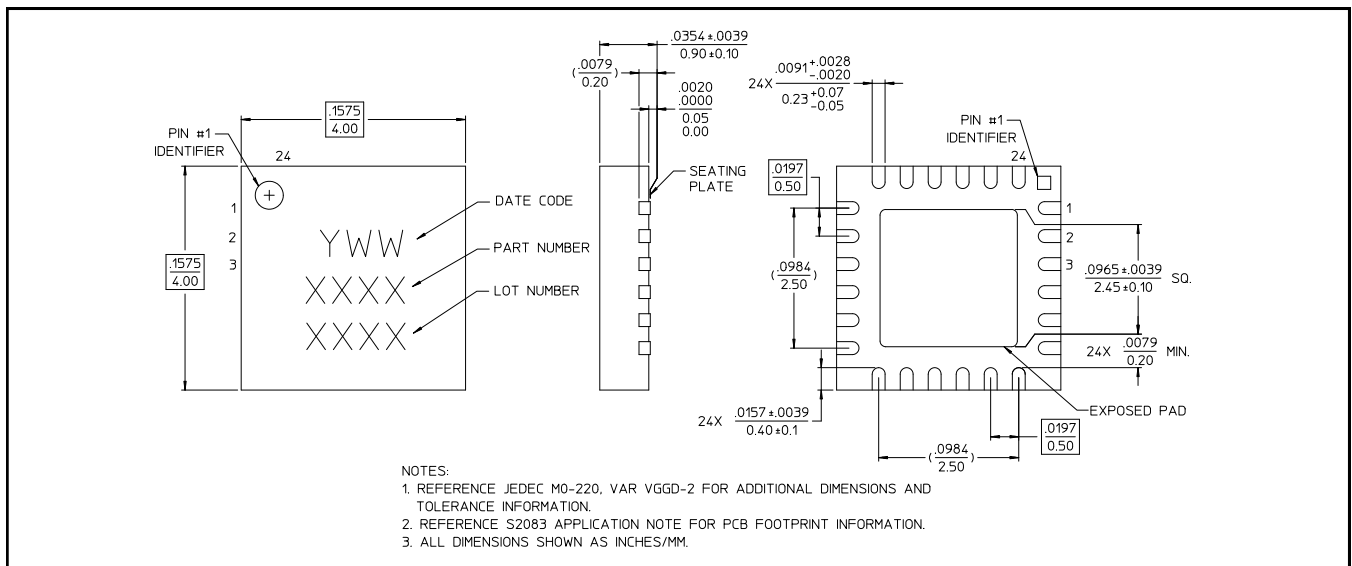 .0354±.0039
0.90±0.10
(.0079
0.20)
.0020
.0000
0.05
0.00
24X .0091 +.0028 -.0020
0.23 +0.07 -0.05
PIN #1
IDENTIFIER
24
.1575
4.00
.1575
4.00
1
2
3
YWW
XXXX
XXXX
DATE CODE
PART NUMBER
LOT NUMBER
SEATING
PLATE
PIN #1
IDENTIFIER
24
.0197
0.50
1
2
3
(.0984
2.50)
.0965±.0039
2.45±0.10 SQ.
24X .0079
0.20 MIN.
EXPOSED PAD
24X .0157±.0039
0.40±0.1
(.0984
2.50)
.0197
0.50
NOTES:
1. REFERENCE JEDEC MO-220, VAR VGGD-2 FOR ADDITIONAL DIMENSIONS AND
TOLERANCE INFORMATION.
2. REFERENCE S2083 APPLICATION NOTE FOR PCB FOOTPRINT INFORMATION.
3. ALL DIMENSIONS SHOWN AS INCHES/MM.